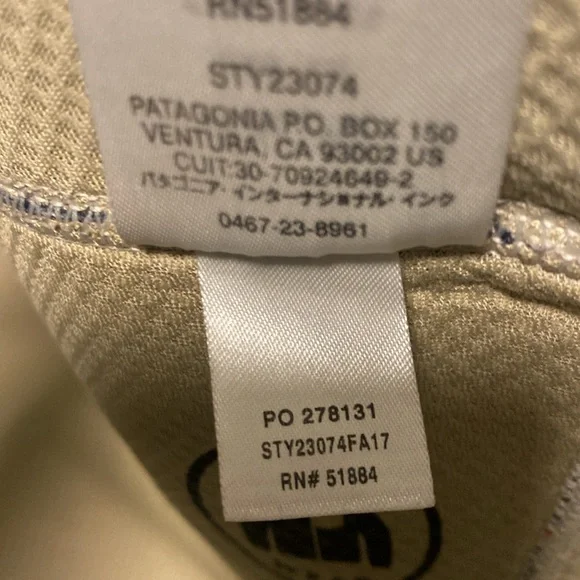 RN51884
STY23074
PATAGONIA P.O. BOX 150
VENTURA, CA 93002 US
CUIT:30-70924649-2
パタゴニア・インターナショナル・インク
0467-23-8961
PO 278131
STY23074FA17
RN# 51884